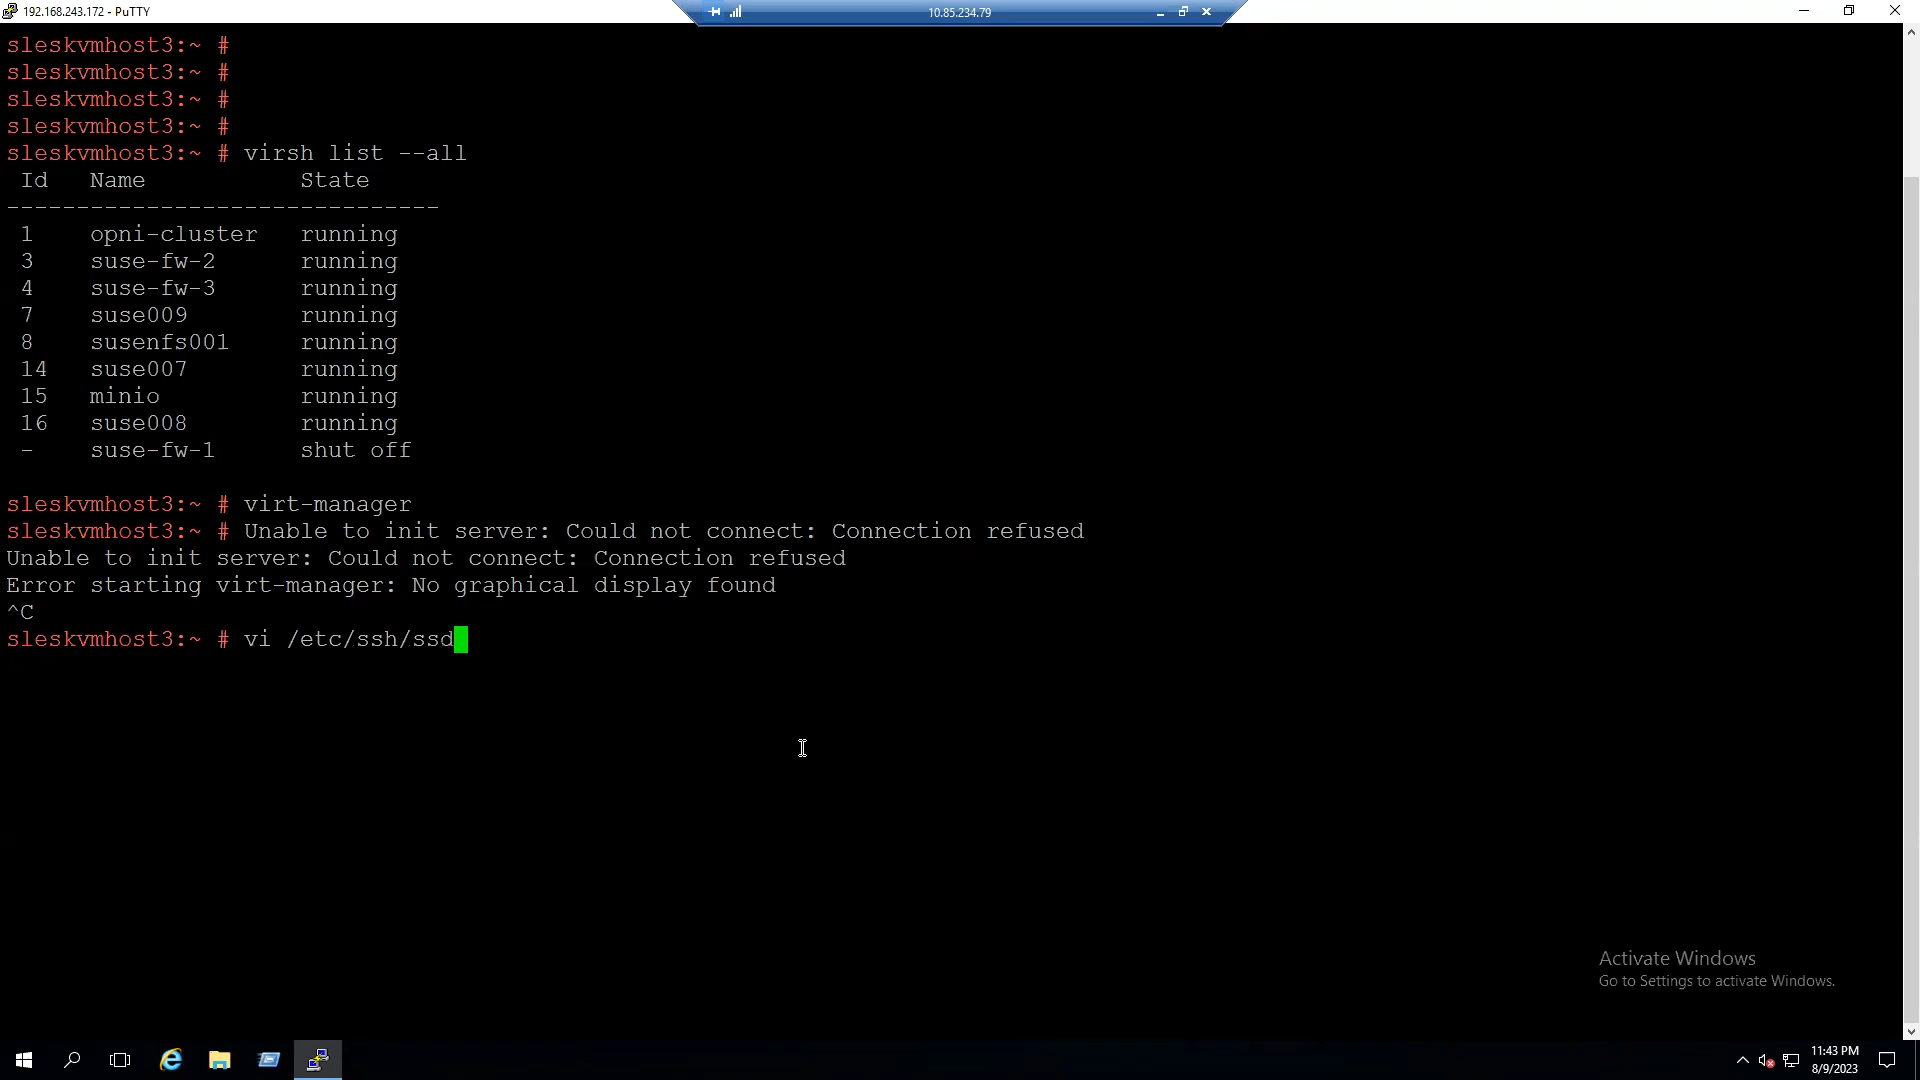 192.168.243.172 - PuTTY
10.85.234.79
sleskvmhost3:~ #
sleskvmhost3:~ #
sleskvmhost3:~ #
sleskvmhost3:~ #
sleskvmhost3:~ # virsh list --all
Id Name State
-------------------------------
1 opni-cluster running
3 suse-fw-2 running
4 suse-fw-3 running
7 suse009 running
8 susenfs001 running
14 suse007 running
15 minio running
16 suse008 running
- suse-fw-1 shut off
sleskvmhost3:~ # virt-manager
sleskvmhost3:~ # Unable to init server: Could not connect: Connection refused
Unable to init server: Could not connect: Connection refused
Error starting virt-manager: No graphical display found
^C
sleskvmhost3:~ # vi /etc/ssh/ssd
Activate Windows
Go to Settings to activate Windows.
11:43 PM
8/9/2023